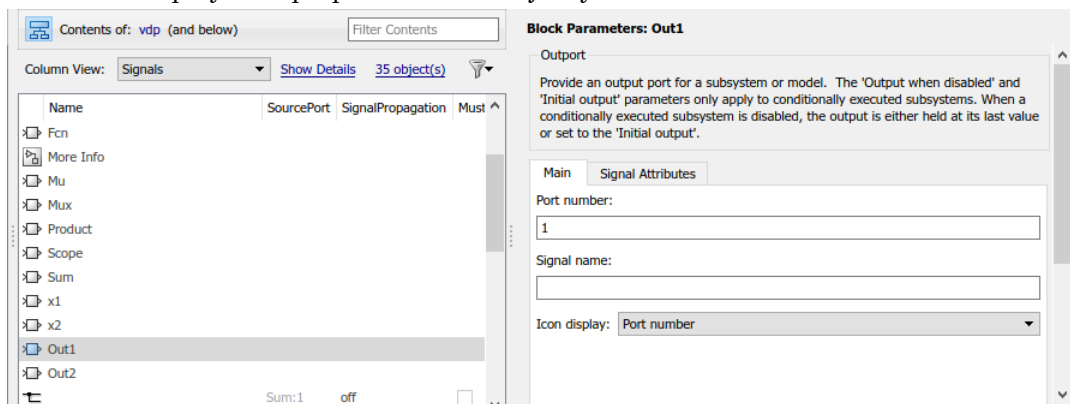 Contents of: vdp (and below)
Filter Contents
Column View: Signals
Show Details
35 object(s)
Name SourcePort SignalPropagation Must
Fcn
More Info
Mu
Mux
Product
Scope
Sum
x1
x2
Out1
Out2
Sum:1 off
Block Parameters: Out1
Outport
Provide an output port for a subsystem or model. The 'Output when disabled' and
'Initial output' parameters only apply to conditionally executed subsystems. When a
conditionally executed subsystem is disabled, the output is either held at its last value
or set to the 'Initial output'.
Main Signal Attributes
Port number:
1
Signal name:
Icon display: Port number